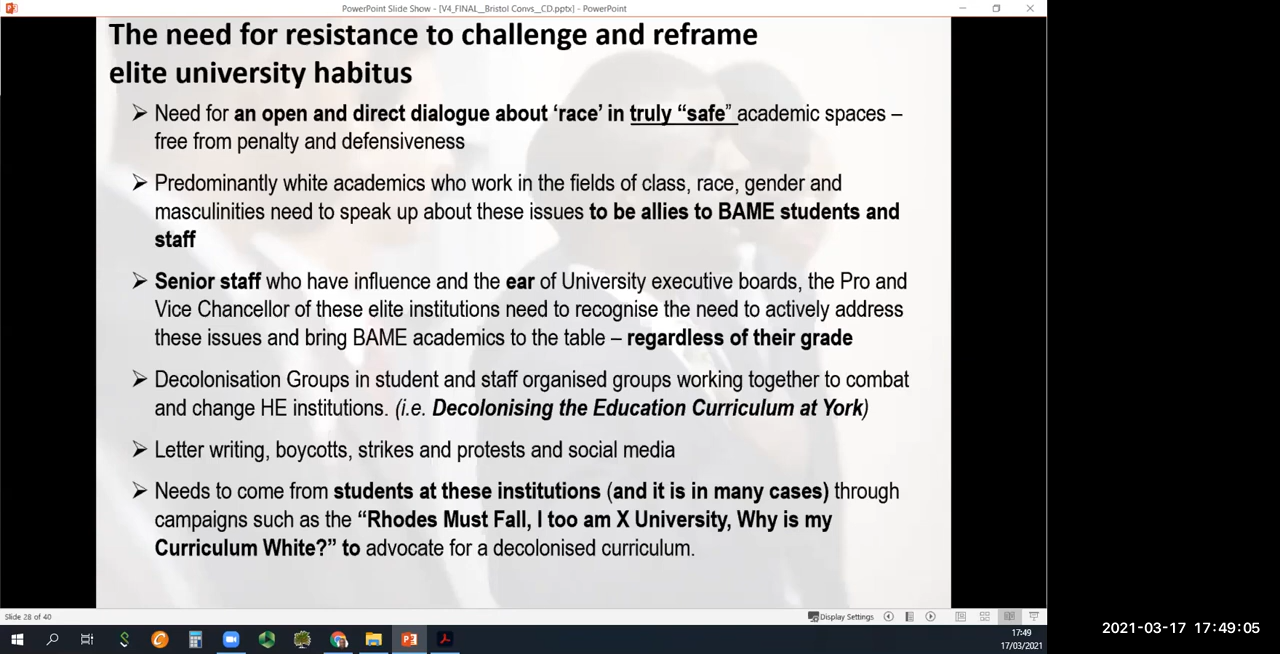 PowerPoint Slide Show - [V4_FINAL__Bristol Convs__CD.pptx] - PowerPoint
The need for resistance to challenge and reframe
elite university habitus
➢ Need for an open and direct dialogue about ‘race’ in truly “safe” academic spaces –
free from penalty and defensiveness
➢ Predominantly white academics who work in the fields of class, race, gender and
masculinities need to speak up about these issues to be allies to BAME students and
staff
➢ Senior staff who have influence and the ear of University executive boards, the Pro and
Vice Chancellor of these elite institutions need to recognise the need to actively address
these issues and bring BAME academics to the table – regardless of their grade
➢ Decolonisation Groups in student and staff organised groups working together to combat
and change HE institutions. (i.e. Decolonising the Education Curriculum at York)
➢ Letter writing, boycotts, strikes and protests and social media
➢ Needs to come from students at these institutions (and it is in many cases) through
campaigns such as the “Rhodes Must Fall, I too am X University, Why is my
Curriculum White?” to advocate for a decolonised curriculum.
Slide 28 of 40
Display Settings
17:49
17/03/2021
2021-03-17 17:49:05